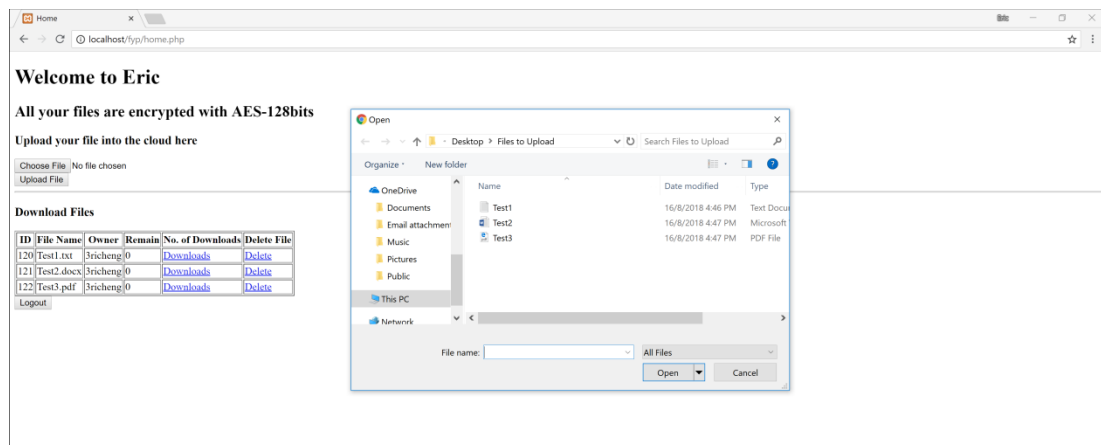 Home
localhost/fyp/home.php
Welcome to Eric
All your files are encrypted with AES-128bits
Upload your file into the cloud here
Choose File No file chosen
Upload File
Download Files
ID File Name Owner Remain No. of Downloads Delete File
120 Test1.txt 3richeng 0 Downloads Delete
121 Test2.docx 3richeng 0 Downloads Delete
122 Test3.pdf 3richeng 0 Downloads Delete
Logout
Open
Desktop > Files to Upload Search Files to Upload
Organize New folder
Name Date modified Type
OneDrive
Documents
Email attachment
Music
Pictures
Public
This PC
Network
Test1 16/8/2018 4:46 PM Text Docu
Test2 16/8/2018 4:47 PM Microsoft
Test3 16/8/2018 4:47 PM PDF File
File name: All Files
Open Cancel